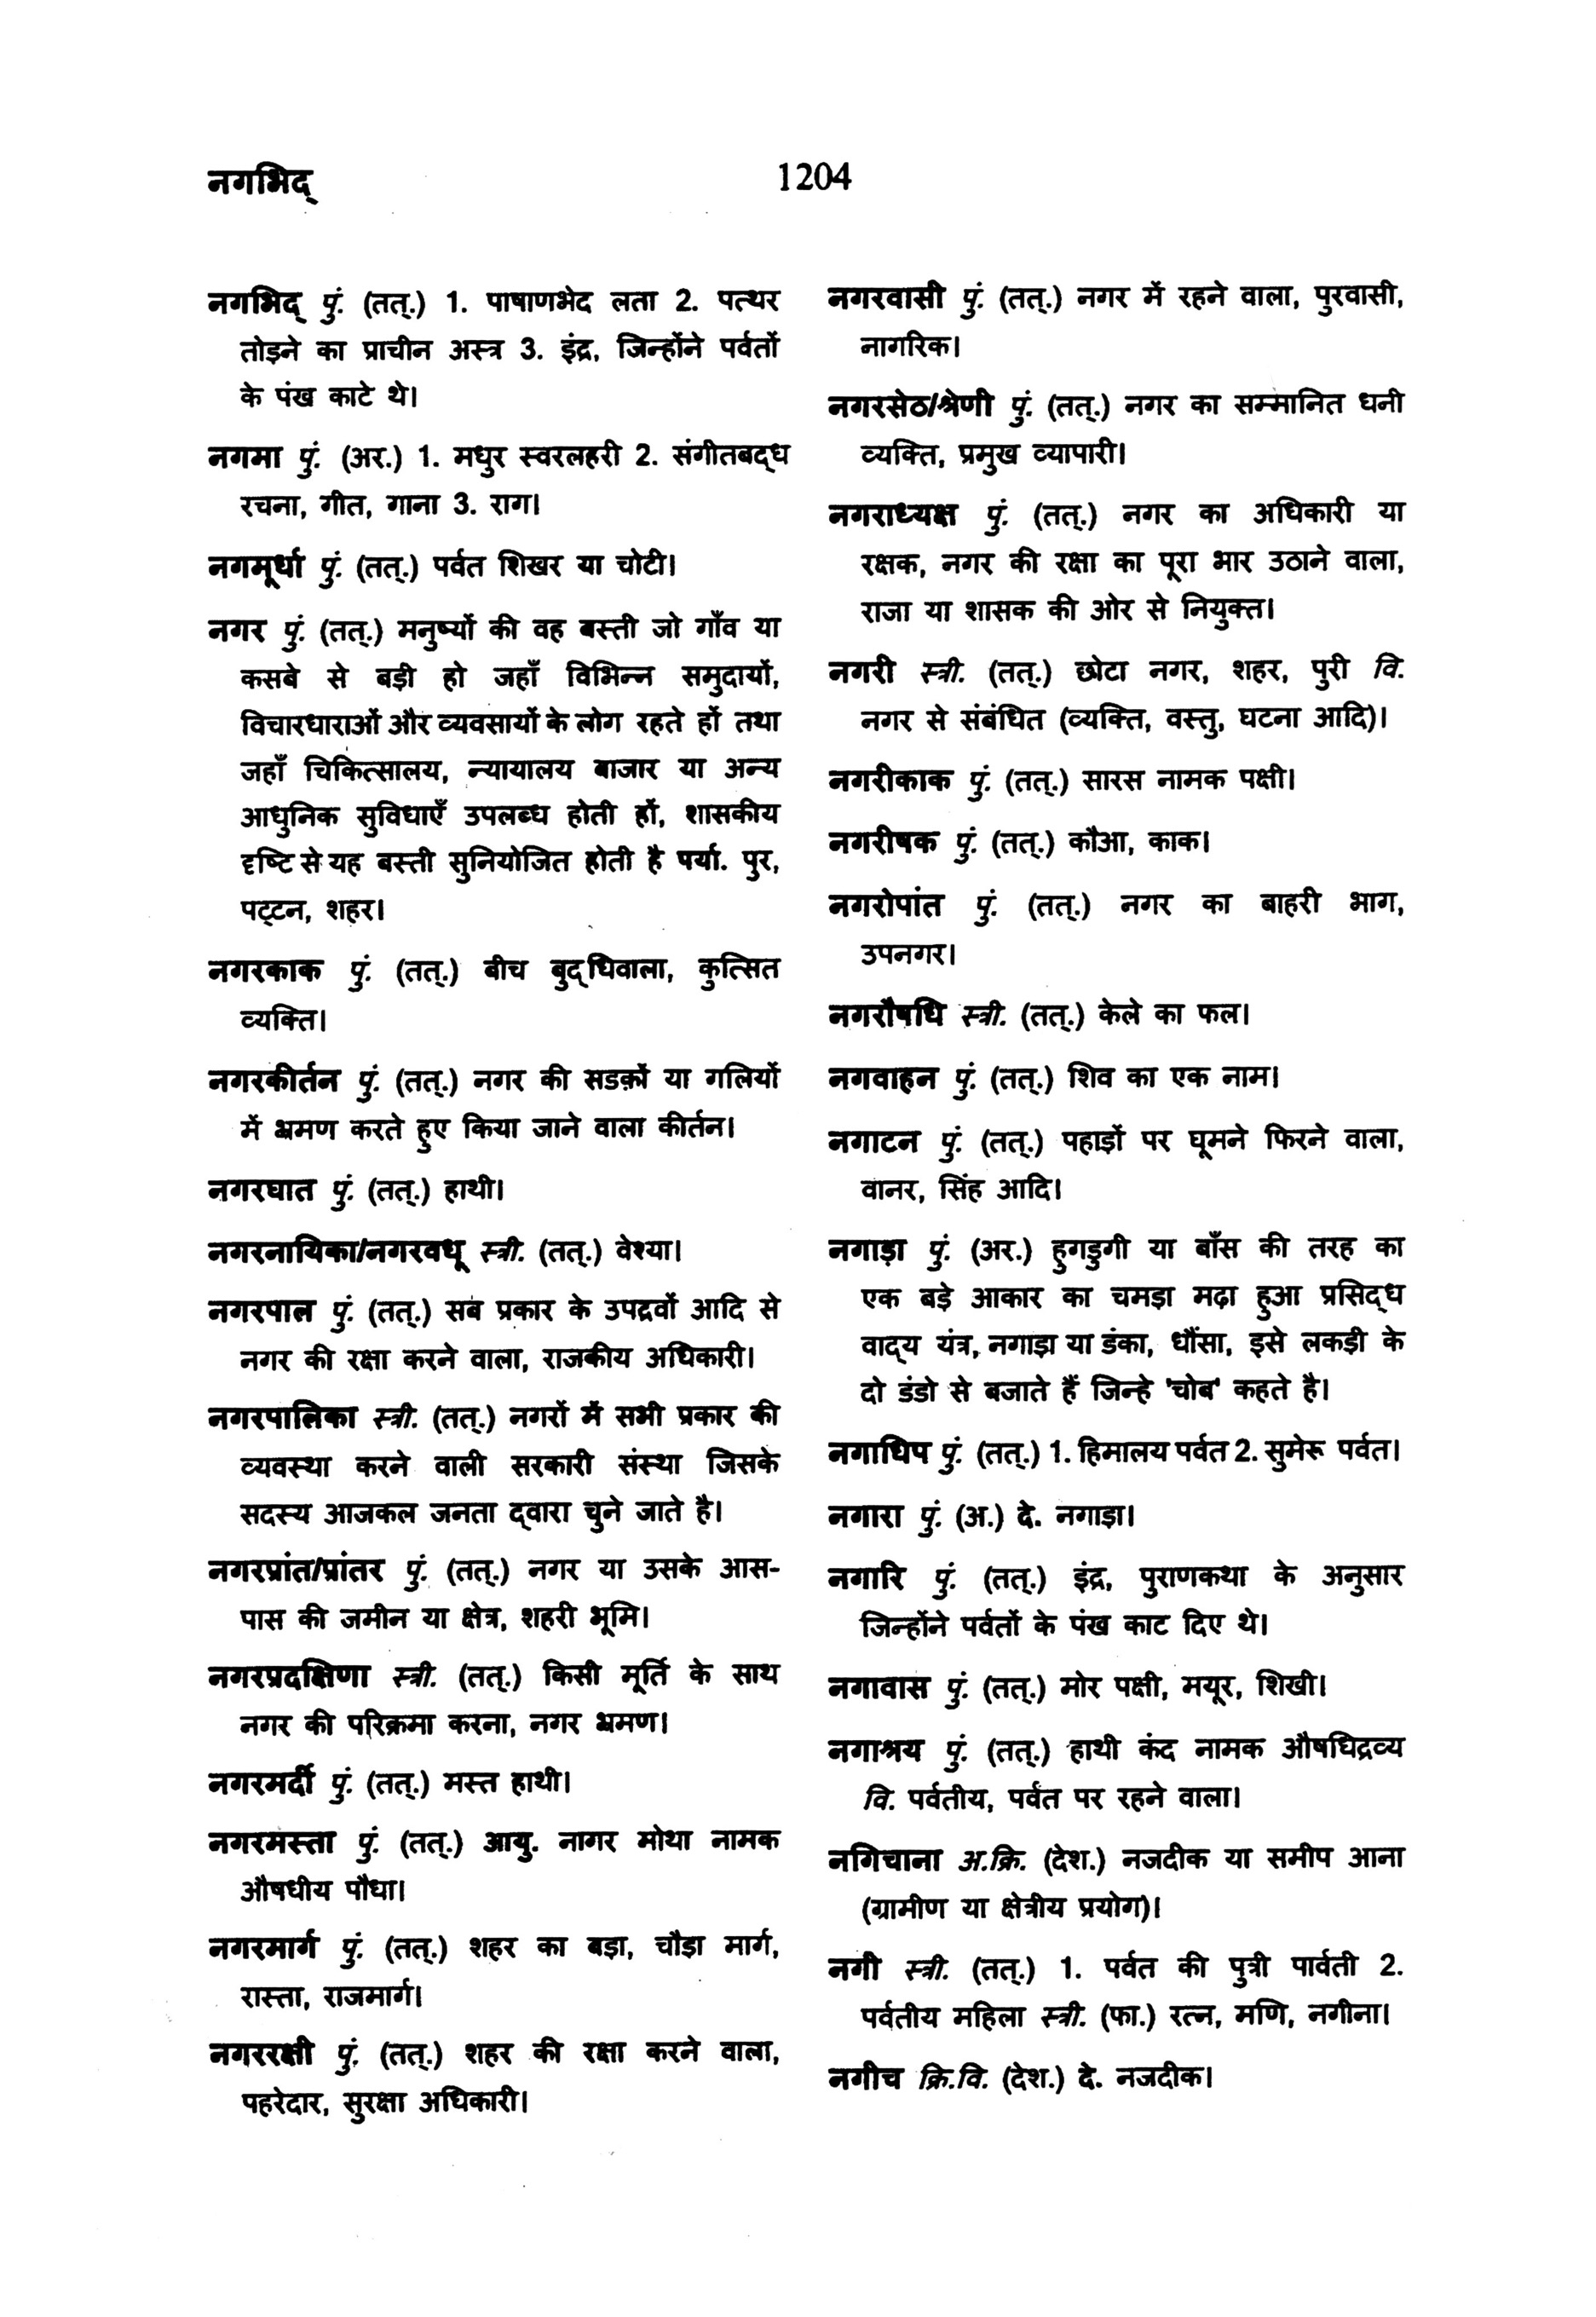 नगभिद्
1204
नगभिद् पुं. (तत्.) 1. पाषाणभेद लता 2. पत्थर
तोड़ने का प्राचीन अस्त्र 3. इंद्र, जिन्होंने पर्वतों
के पंख काटे थे।
नगमा पुं. (अर.) 1. मधुर स्वरलहरी 2. संगीतबद्ध
रचना, गीत, गाना 3. राग।
नगमूर्धा पुं. (तत्.) पर्वत शिखर या चोटी।
नगर पुं. (तत्.) मनुष्यों की वह बस्ती जो गाँव या
कसबे से बड़ी हो जहाँ विभिन्न समुदायों,
विचारधाराओं और व्यवसायों के लोग रहते हों तथा
जहाँ चिकित्सालय, न्यायालय बाजार या अन्य
आधुनिक सुविधाएँ उपलब्ध होती हों, शासकीय
दृष्टि से यह बस्ती सुनियोजित होती है पर्या. पुर,
पट्टन, शहर।
नगरकाक पुं. (तत्.) बीच बुद्धिवाला, कुत्सित
व्यक्ति।
नगरकीर्तन पुं. (तत्.) नगर की सडक़ों या गलियों
में भ्रमण करते हुए किया जाने वाला कीर्तन।
नगरघात पुं. (तत्.) हाथी।
नगरनायिका/नगरवधू स्त्री. (तत्.) वेश्या।
नगरपाल पुं. (तत्.) सब प्रकार के उपद्रवों आदि से
नगर की रक्षा करने वाला, राजकीय अधिकारी।
नगरपालिका स्त्री. (तत्.) नगरों में सभी प्रकार की
व्यवस्था करने वाली सरकारी संस्था जिसके
सदस्य आजकल जनता द्वारा चुने जाते है।
नगरप्रांत/प्रांतर पुं. (तत्.) नगर या उसके आस-
पास की जमीन या क्षेत्र, शहरी भूमि।
नगरप्रदक्षिणा स्त्री. (तत्.) किसी मूर्ति के साथ
नगर की परिक्रमा करना, नगर भ्रमण।
नगरमर्दी पुं. (तत्.) मस्त हाथी।
नगरमस्ता पुं. (तत्.) आयु. नागर मोथा नामक
औषधीय पौधा।
नगरमार्ग पुं. (तत्.) शहर का बड़ा, चौड़ा मार्ग,
रास्ता, राजमार्ग।
नगररक्षी पुं. (तत्.) शहर की रक्षा करने वाला,
पहरेदार, सुरक्षा अधिकारी।
नगरवासी पुं. (तत्.) नगर में रहने वाला, पुरवासी,
नागरिक।
नगरसेठ/श्रेणी पुं. (तत्.) नगर का सम्मानित धनी
व्यक्ति, प्रमुख व्यापारी।
नगराध्यक्ष पुं. (तत्.) नगर का अधिकारी या
रक्षक, नगर की रक्षा का पूरा भार उठाने वाला,
राजा या शासक की ओर से नियुक्त।
नगरी स्त्री. (तत्.) छोटा नगर, शहर, पुरी वि.
नगर से संबंधित (व्यक्ति, वस्तु, घटना आदि)।
नगरीकाक पुं. (तत्.) सारस नामक पक्षी।
नगरीषक पुं. (तत्.) कौआ, काक।
नगरोपांत पुं. (तत्.) नगर का बाहरी भाग,
उपनगर।
नगरौषधि स्त्री. (तत्.) केले का फल।
नगवाहन पुं. (तत्.) शिव का एक नाम।
नगाटन पुं. (तत्.) पहाड़ों पर घूमने फिरने वाला,
वानर, सिंह आदि।
नगाड़ा पुं. (अर.) हुगडुगी या बाँस की तरह का
एक बड़े आकार का चमड़ा मढ़ा हुआ प्रसिद्ध
वाद्य यंत्र, नगाड़ा या डंका, धौंसा, इसे लकड़ी के
दो डंडो से बजाते हैं जिन्हे 'चोब' कहते है।
नगाधिप पुं. (तत्.) 1. हिमालय पर्वत 2. सुमेरू पर्वत।
नगारा पुं. (अ.) दे. नगाड़ा।
नगारि पुं. (तत्.) इंद्र, पुराणकथा के अनुसार
जिन्होंने पर्वतों के पंख काट दिए थे।
नगावास पुं. (तत्.) मोर पक्षी, मयूर, शिखी।
नगाश्रय पुं. (तत्.) हाथी कंद नामक औषधिद्रव्य
वि. पर्वतीय, पर्वत पर रहने वाला।
नगिचाना अ.क्रि. (देश.) नजदीक या समीप आना
(ग्रामीण या क्षेत्रीय प्रयोग)।
नगी स्त्री. (तत्.) 1. पर्वत की पुत्री पार्वती 2.
पर्वतीय महिला स्त्री. (फा.) रत्न, मणि, नगीना।
नगीच क्रि.वि. (देश.) दे. नजदीक।